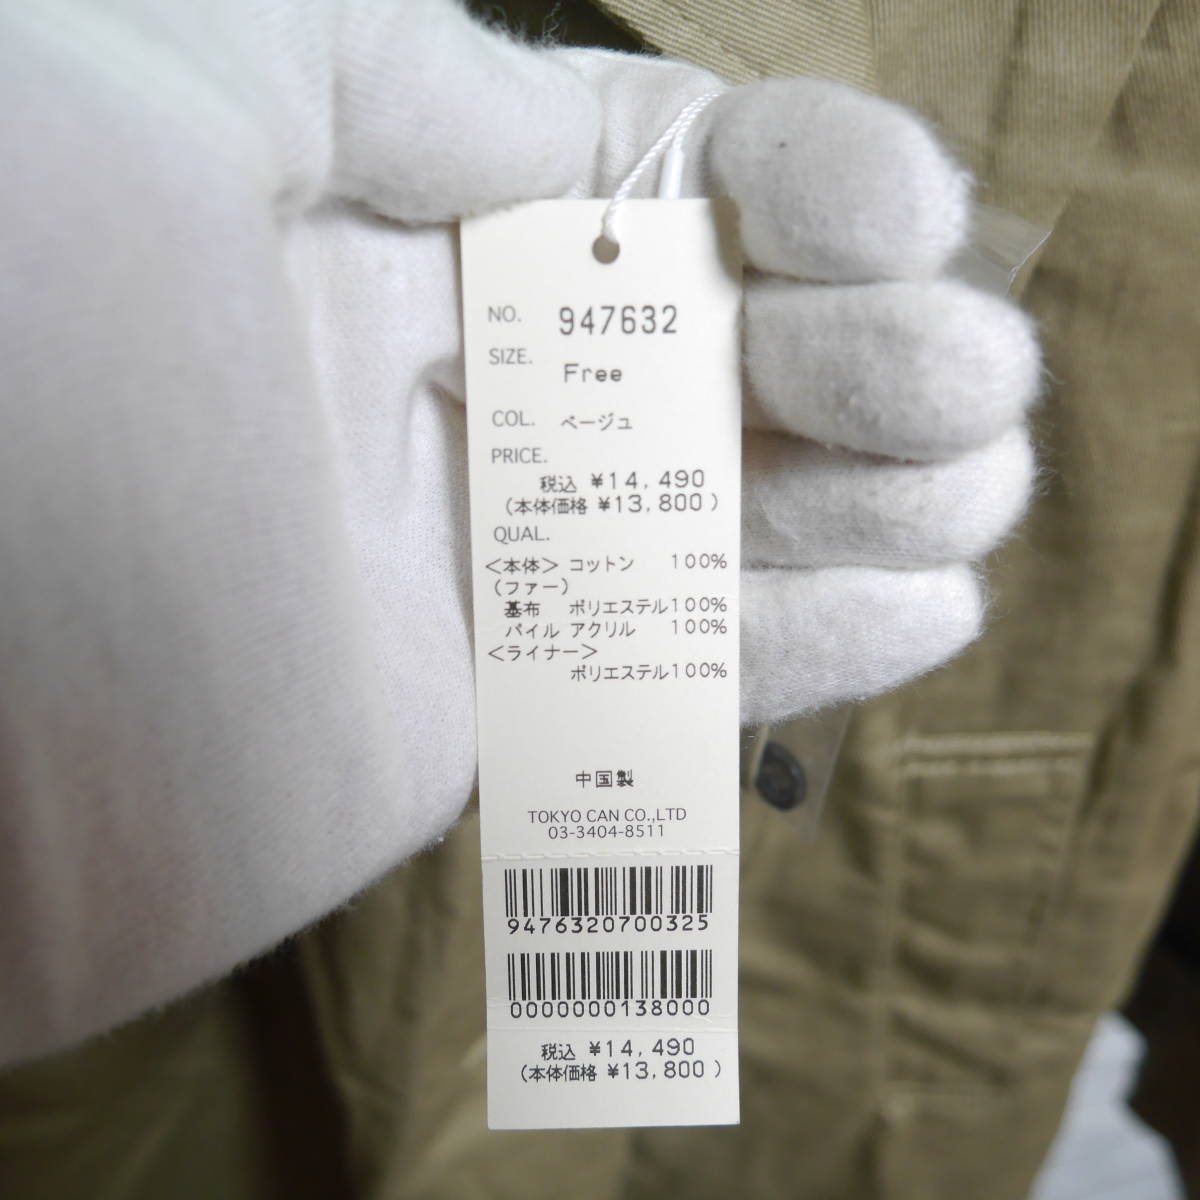 NO. 947632
SIZE. Free
COL. ベージュ
PRICE.
税込 ¥14,490
(本体価格 ¥13,800)
QUAL.
<本体> コットン 100%
(ファー)
基布 ポリエステル100%
パイル アクリル 100%
<ライナー>
ポリエステル100%
中国製
TOKYO CAN CO.,LTD
03-3404-8511
9476320700325
0000000138000
税込 ¥14,490
(本体価格 ¥13,800)